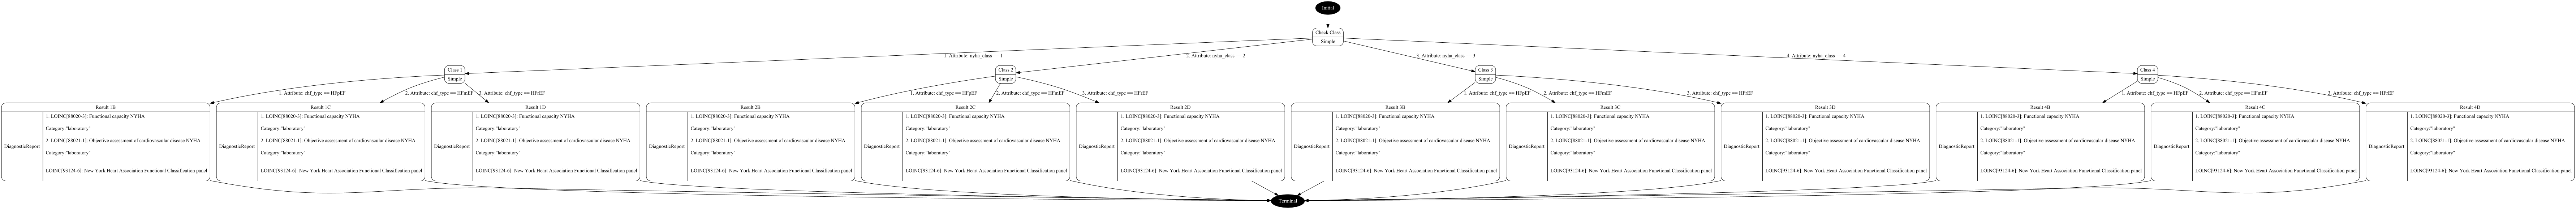 Initial
Check Class
Simple
1. Attribute: nyha_class == 1
2. Attribute: nyha_class == 2
3. Attribute: nyha_class == 3
4. Attribute: nyha_class == 4
Class 1
Simple
Class 2
Simple
Class 3
Simple
Class 4
Simple
1. Attribute: chf_type == HFpEF
2. Attribute: chf_type == HFmEF
3. Attribute: chf_type == HFrEF
1. Attribute: chf_type == HFpEF
2. Attribute: chf_type == HFmEF
3. Attribute: chf_type == HFrEF
1. Attribute: chf_type == HFpEF
2. Attribute: chf_type == HFmEF
3. Attribute: chf_type == HFrEF
1. Attribute: chf_type == HFpEF
2. Attribute: chf_type == HFmEF
3. Attribute: chf_type == HFrEF
Result 1B
DiagnosticReport
1. LOINC[88020-3]: Functional capacity NYHA
Category:"laboratory"
2. LOINC[88021-1]: Objective assessment of cardiovascular disease NYHA
Category:"laboratory"
LOINC[93124-6]: New York Heart Association Functional Classification panel
Result 1C
DiagnosticReport
1. LOINC[88020-3]: Functional capacity NYHA
Category:"laboratory"
2. LOINC[88021-1]: Objective assessment of cardiovascular disease NYHA
Category:"laboratory"
LOINC[93124-6]: New York Heart Association Functional Classification panel
Result 1D
DiagnosticReport
1. LOINC[88020-3]: Functional capacity NYHA
Category:"laboratory"
2. LOINC[88021-1]: Objective assessment of cardiovascular disease NYHA
Category:"laboratory"
LOINC[93124-6]: New York Heart Association Functional Classification panel
Result 2B
DiagnosticReport
1. LOINC[88020-3]: Functional capacity NYHA
Category:"laboratory"
2. LOINC[88021-1]: Objective assessment of cardiovascular disease NYHA
Category:"laboratory"
LOINC[93124-6]: New York Heart Association Functional Classification panel
Result 2C
DiagnosticReport
1. LOINC[88020-3]: Functional capacity NYHA
Category:"laboratory"
2. LOINC[88021-1]: Objective assessment of cardiovascular disease NYHA
Category:"laboratory"
LOINC[93124-6]: New York Heart Association Functional Classification panel
Result 2D
DiagnosticReport
1. LOINC[88020-3]: Functional capacity NYHA
Category:"laboratory"
2. LOINC[88021-1]: Objective assessment of cardiovascular disease NYHA
Category:"laboratory"
LOINC[93124-6]: New York Heart Association Functional Classification panel
Result 3B
DiagnosticReport
1. LOINC[88020-3]: Functional capacity NYHA
Category:"laboratory"
2. LOINC[88021-1]: Objective assessment of cardiovascular disease NYHA
Category:"laboratory"
LOINC[93124-6]: New York Heart Association Functional Classification panel
Result 3C
DiagnosticReport
1. LOINC[88020-3]: Functional capacity NYHA
Category:"laboratory"
2. LOINC[88021-1]: Objective assessment of cardiovascular disease NYHA
Category:"laboratory"
LOINC[93124-6]: New York Heart Association Functional Classification panel
Result 3D
DiagnosticReport
1. LOINC[88020-3]: Functional capacity NYHA
Category:"laboratory"
2. LOINC[88021-1]: Objective assessment of cardiovascular disease NYHA
Category:"laboratory"
LOINC[93124-6]: New York Heart Association Functional Classification panel
Result 4B
DiagnosticReport
1. LOINC[88020-3]: Functional capacity NYHA
Category:"laboratory"
2. LOINC[88021-1]: Objective assessment of cardiovascular disease NYHA
Category:"laboratory"
LOINC[93124-6]: New York Heart Association Functional Classification panel
Result 4C
DiagnosticReport
1. LOINC[88020-3]: Functional capacity NYHA
Category:"laboratory"
2. LOINC[88021-1]: Objective assessment of cardiovascular disease NYHA
Category:"laboratory"
LOINC[93124-6]: New York Heart Association Functional Classification panel
Result 4D
DiagnosticReport
1. LOINC[88020-3]: Functional capacity NYHA
Category:"laboratory"
2. LOINC[88021-1]: Objective assessment of cardiovascular disease NYHA
Category:"laboratory"
LOINC[93124-6]: New York Heart Association Functional Classification panel
Terminal